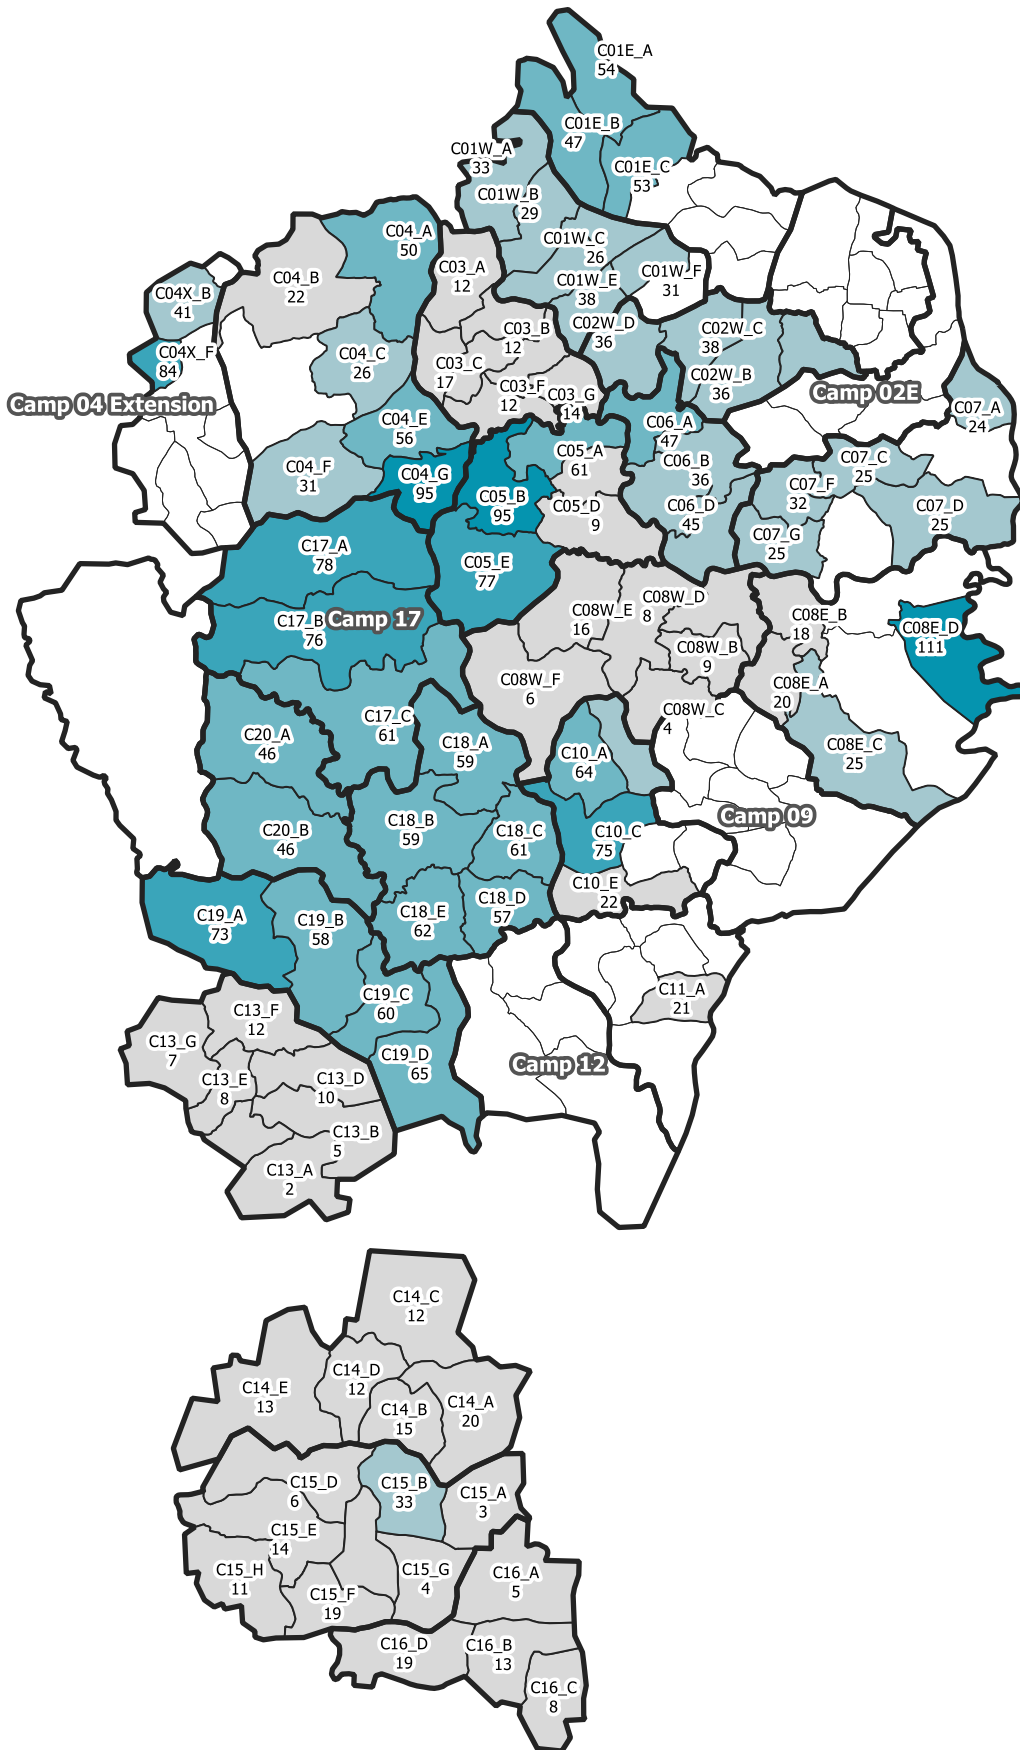 C01E_A
54
C01E_B
47
C01E_C
53
C01W_A
33
C01W_B
29
C01W_C
26
C01W_E
38
C01W_F
31
C04_A
50
C04_B
22
C03_A
12
C04X_B
41
C04X_F
84
Camp 04 Extension
C04_C
26
C03_B
12
C03_C
17
C03_F
12
C03_G
14
C02W_D
36
C02W_C
38
C02W_B
36
Camp 02E
C07_A
24
C04_E
56
C04_F
31
C04_G
95
C05_A
61
C05_B
95
C05_D
9
C06_A
47
C06_B
36
C06_D
45
C07_C
25
C07_F
32
C07_D
25
C07_G
25
C17_A
78
C05_E
77
C17_B
76
Camp 17
C08W_E
16
C08W_D
8
C08W_B
9
C08W_F
6
C08W_C
4
C08E_B
18
C08E_D
111
C08E_A
20
C08E_C
25
C20_A
46
C17_C
61
C18_A
59
C10_A
64
Camp 09
C20_B
46
C18_B
59
C18_C
61
C10_C
75
C10_E
22
C19_A
73
C19_B
58
C18_E
62
C18_D
57
C19_C
60
C11_A
21
C13_F
12
C13_G
7
C19_D
65
Camp 12
C13_E
8
C13_D
10
C13_B
5
C13_A
2
C14_C
12
C14_D
12
C14_E
13
C14_B
15
C14_A
20
C15_D
6
C15_B
33
C15_A
3
C15_E
14
C15_H
11
C15_F
19
C15_G
4
C16_A
5
C16_D
19
C16_B
13
C16_C
8